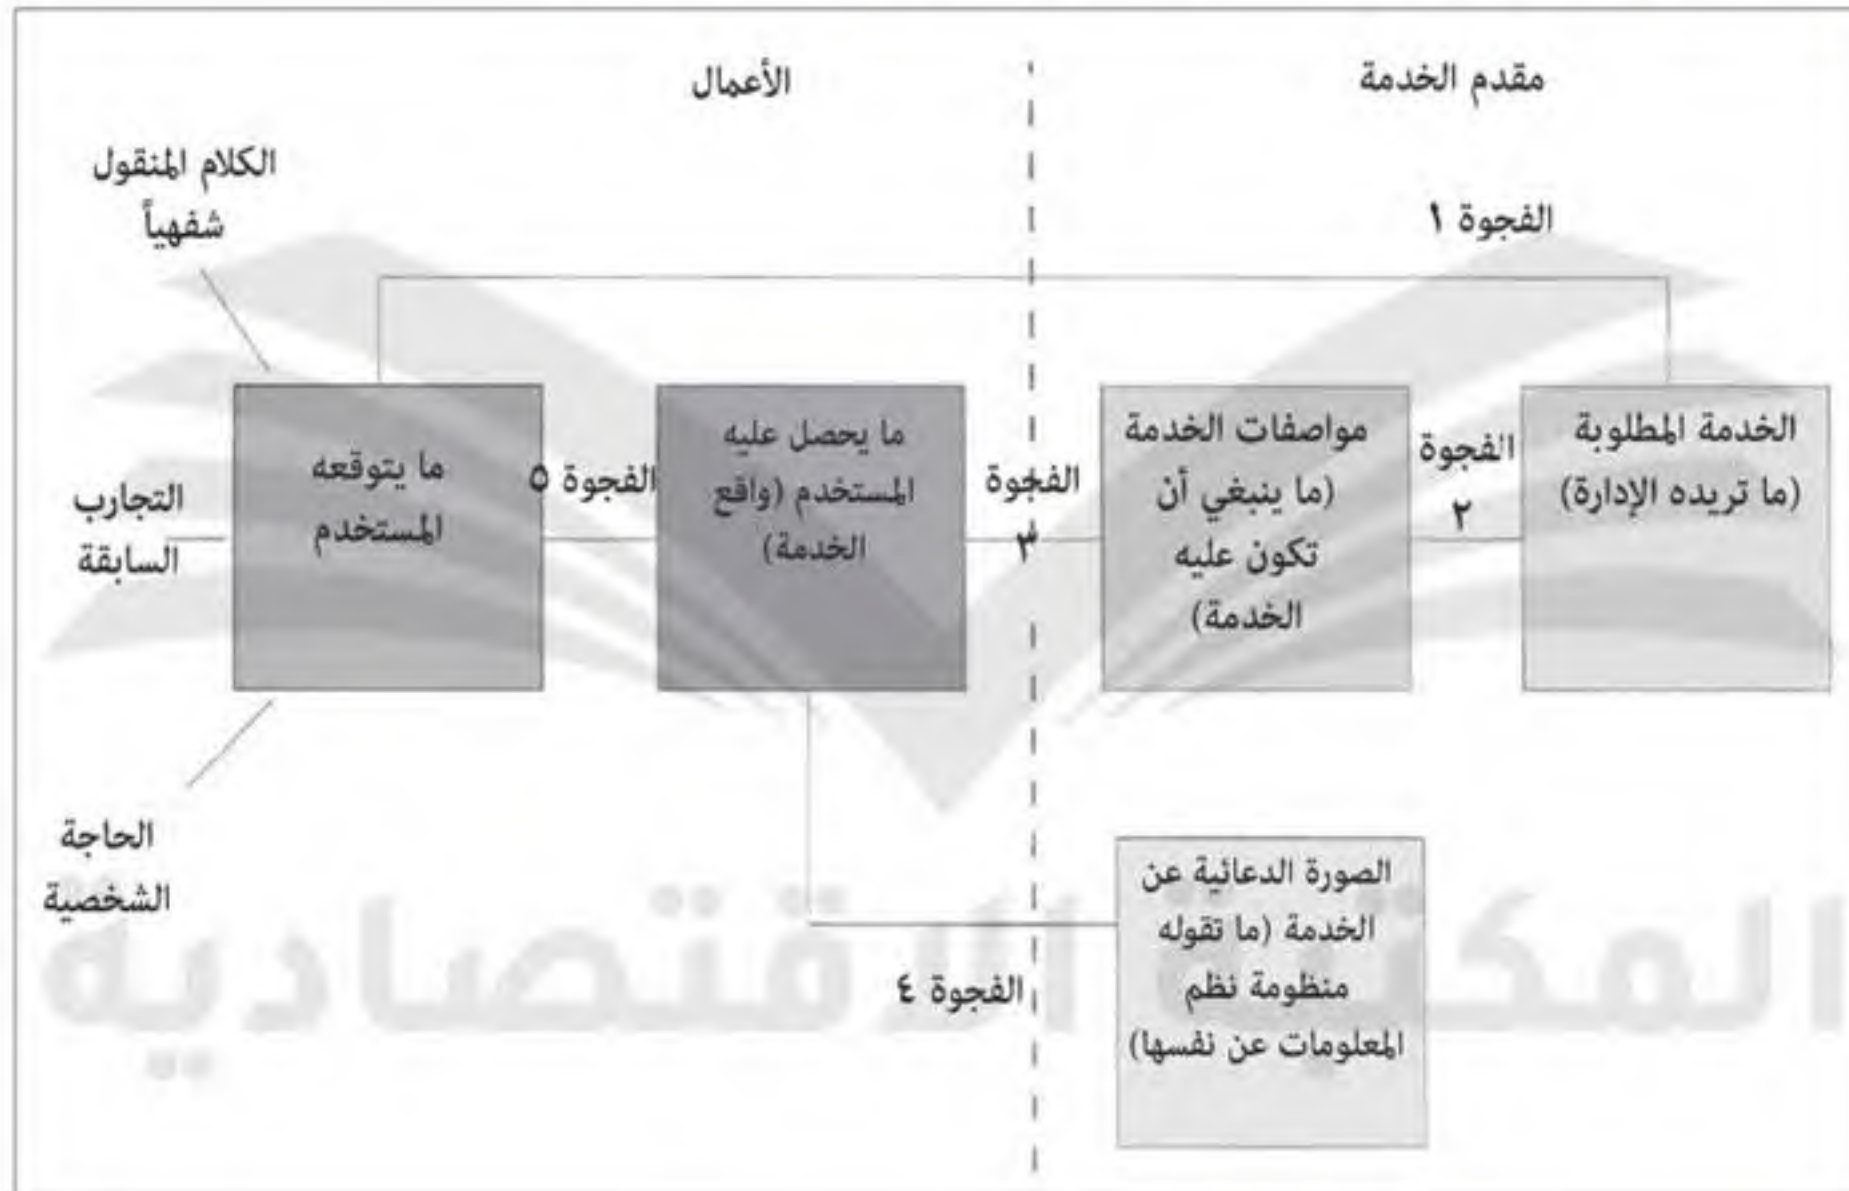 مقدم الخدمة
الأعمال
الكلام المنقول
شفهياً
الفجوة ١
الخدمة المطلوبة
(ما تريده الإدارة)
الفجوة
٢
مواصفات الخدمة
(ما ينبغي أن
تكون عليه
الخدمة)
الفجوة
٣
ما يحصل عليه
المستخدم (واقع
الخدمة)
الفجوة ٥
ما يتوقعه
المستخدم
التجارب
السابقة
الحاجة
الشخصية
الصورة الدعائية عن
الخدمة (ما تقوله
منظومة نظم
المعلومات عن نفسها)
الفجوة ٤
المكتبة الاقتصادية